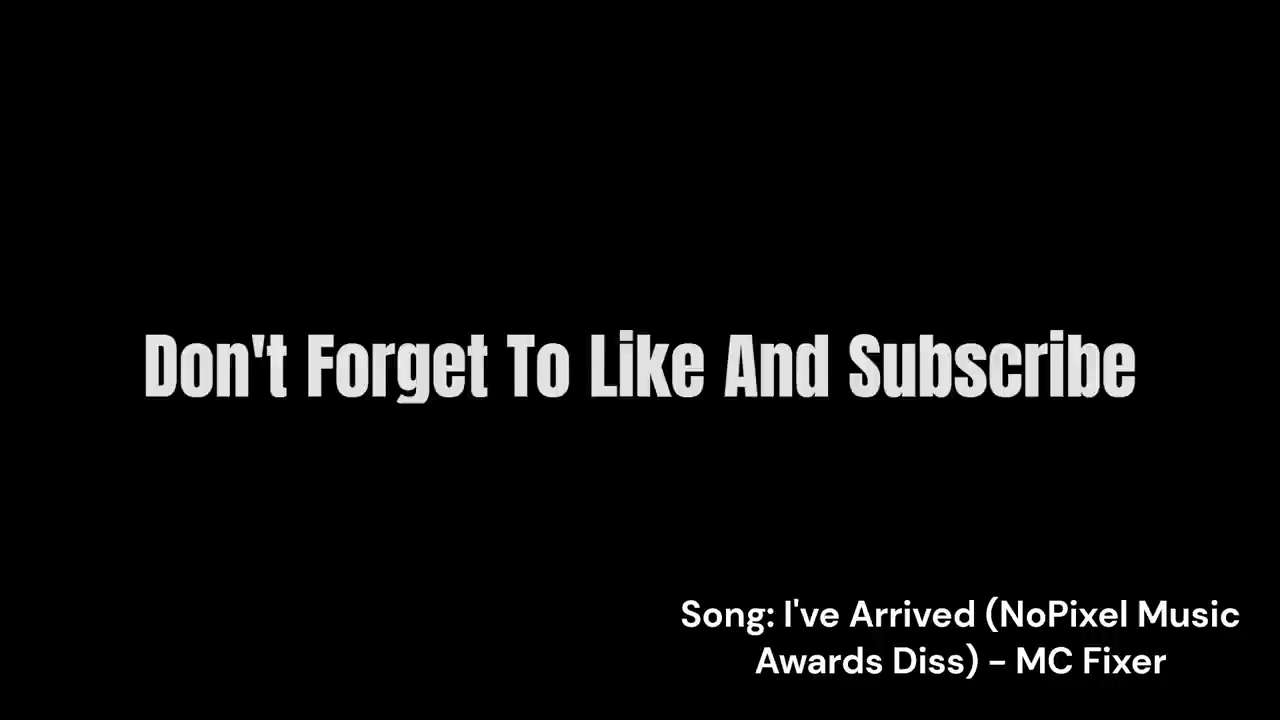 Don't Forget To Like And Subscribe
Song: I've Arrived (NoPixel Music
Awards Diss) - MC Fixer